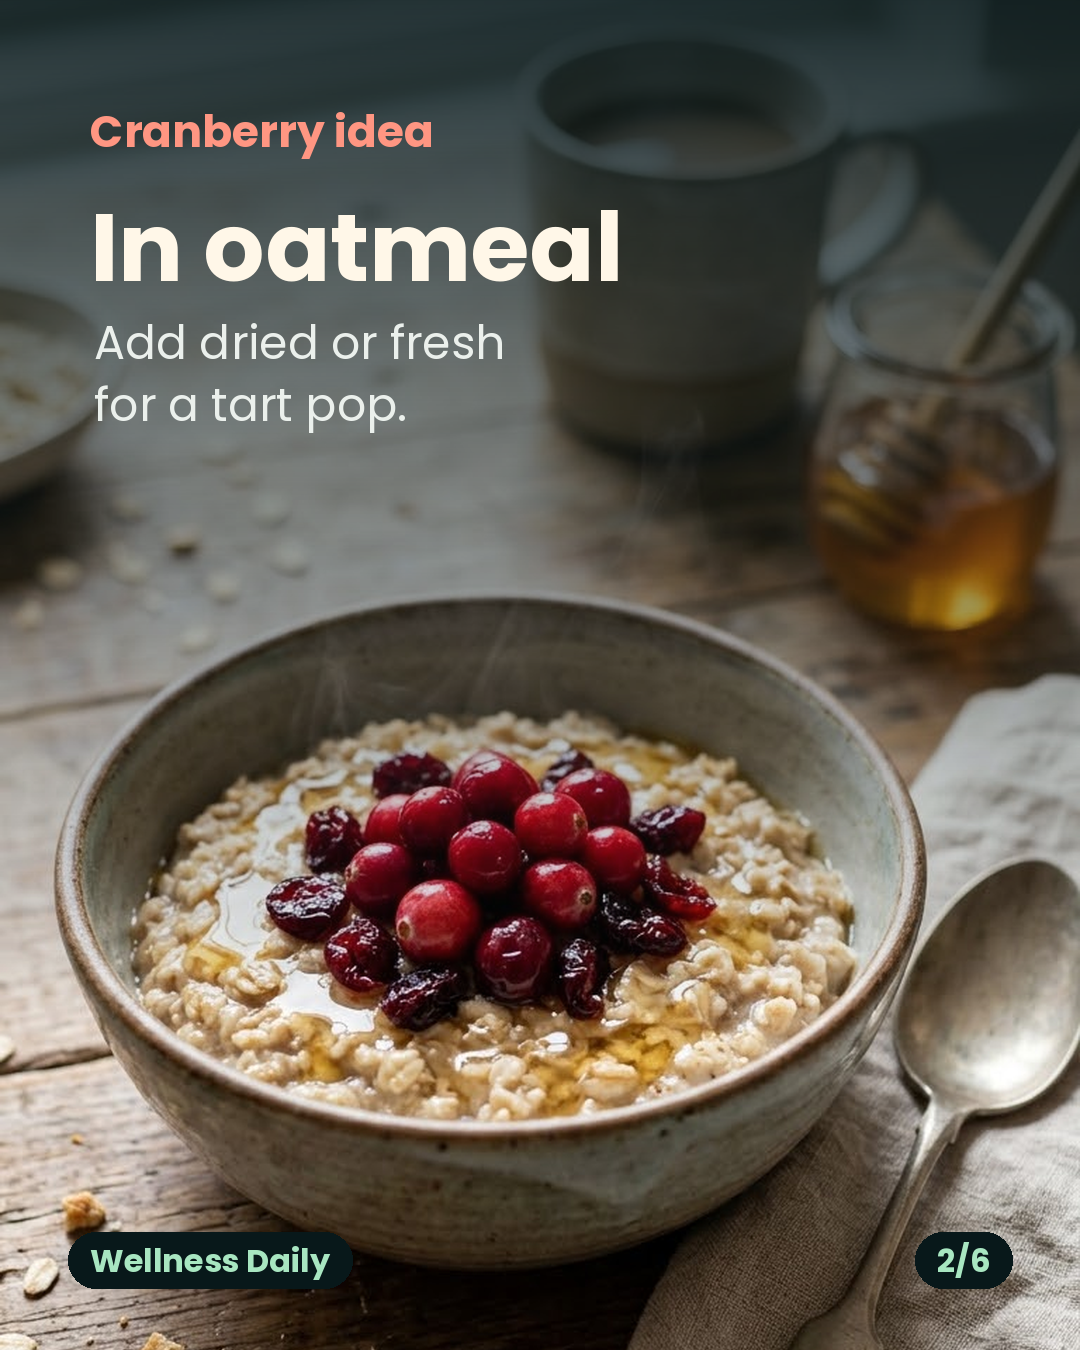 Cranberry idea
In oatmeal
Add dried or fresh
for a tart pop.
Wellness Daily
2/6